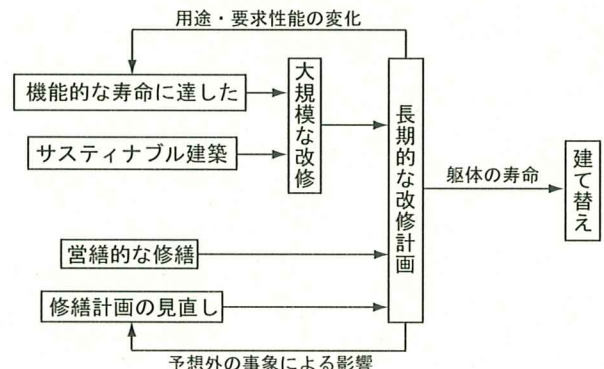 用途・要求性能の変化
機能的な寿命に達した
大規模な改修
サスティナブル建築
長期的な改修計画
躯体の寿命
建て替え
営繕的な修繕
修繕計画の見直し
予想外の事象による影響